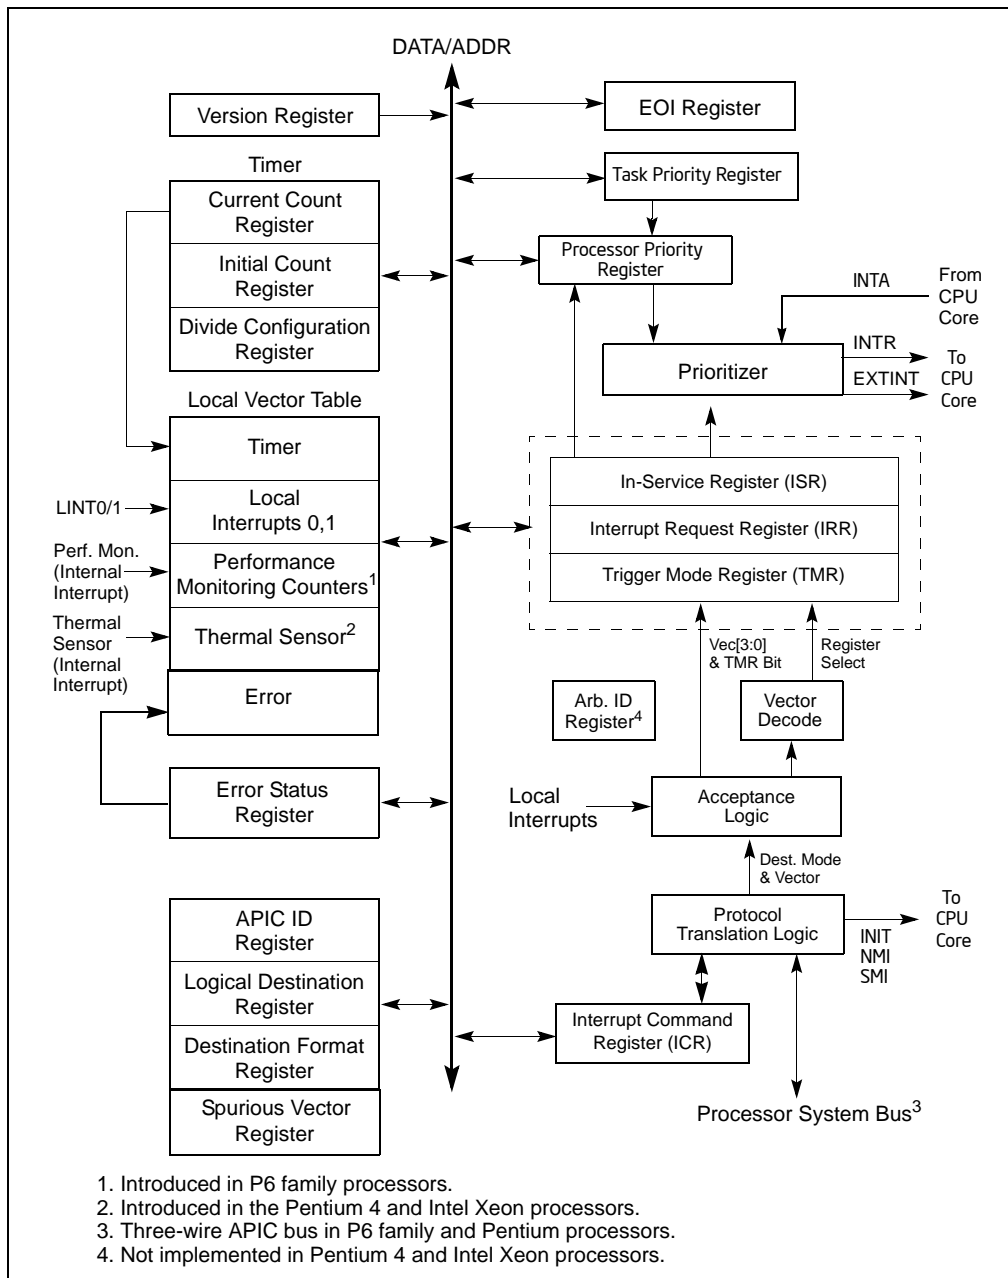 DATA/ADDR
Version Register
EOI Register
Timer
Current Count
Register
Initial Count
Register
Divide Configuration
Register
Task Priority Register
Processor Priority
Register
INTA
From
CPU
Core
Prioritizer
INTR
EXTINT
To
CPU
Core
Local Vector Table
Timer
Local
Interrupts 0,1
Performance
Monitoring Counters1
Thermal Sensor2
Error
LINT0/1
Perf. Mon.
(Internal
Interrupt)
Thermal
Sensor
(Internal
Interrupt)
In-Service Register (ISR)
Interrupt Request Register (IRR)
Trigger Mode Register (TMR)
Vec[3:0]
& TMR Bit
Register
Select
Arb. ID
Register4
Vector
Decode
Error Status
Register
Local
Interrupts
Acceptance
Logic
Dest. Mode
& Vector
Protocol
Translation Logic
INIT
NMI
SMI
To
CPU
Core
APIC ID
Register
Logical Destination
Register
Destination Format
Register
Spurious Vector
Register
Interrupt Command
Register (ICR)
Processor System Bus3
1. Introduced in P6 family processors.
2. Introduced in the Pentium 4 and Intel Xeon processors.
3. Three-wire APIC bus in P6 family and Pentium processors.
4. Not implemented in Pentium 4 and Intel Xeon processors.